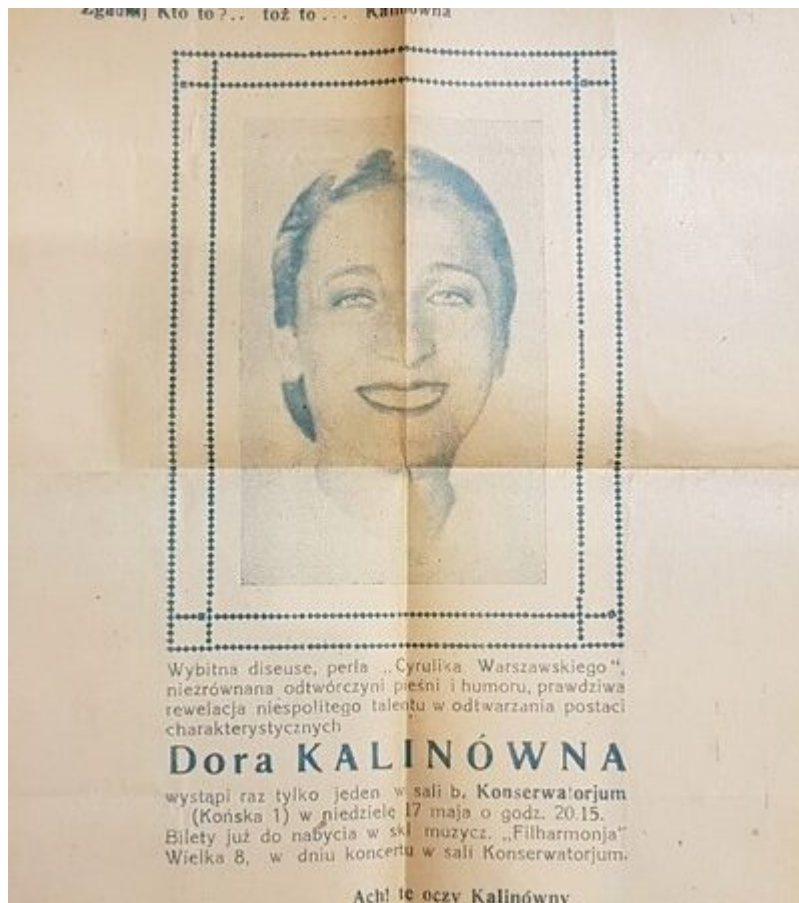 Zgadnij Kto to?.. toż to... Kalinówna
Wybitna diseuse, perła „Cyrulika Warszawskiego“,
niezrównana odtwórczyni pieśni i humoru, prawdziwa
rewelacja niespolitego talentu w odtwarzania postaci
charakterystycznych
Dora KALINÓWNA
wystąpi raz tylko jeden w sali b. Konserwatorjum
(Końska 1) w niedzielę 17 maja o godz. 20.15.
Bilety już do nabycia w skł muzycz. „Filharmonja“
Wielka 8, w dniu koncertu w sali Konserwatorjum.
Ach! te oczy Kalinówny